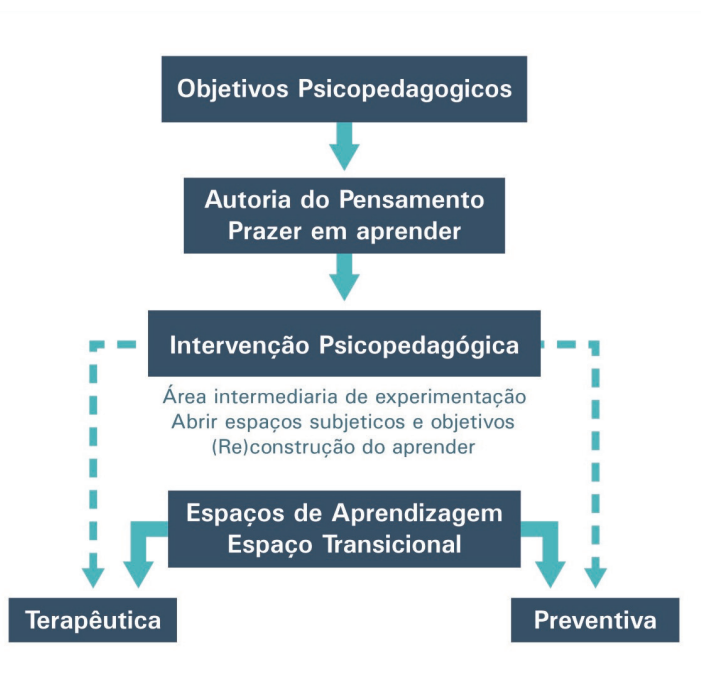 Objetivos Psicopedagogicos
Autoria do Pensamento
Prazer em aprender
Intervenção Psicopedagógica
Área intermediaria de experimentação
Abrir espaços subjeticos e objetivos
(Re)construção do aprender
Espaços de Aprendizagem
Espaço Transicional
Terapêutica
Preventiva